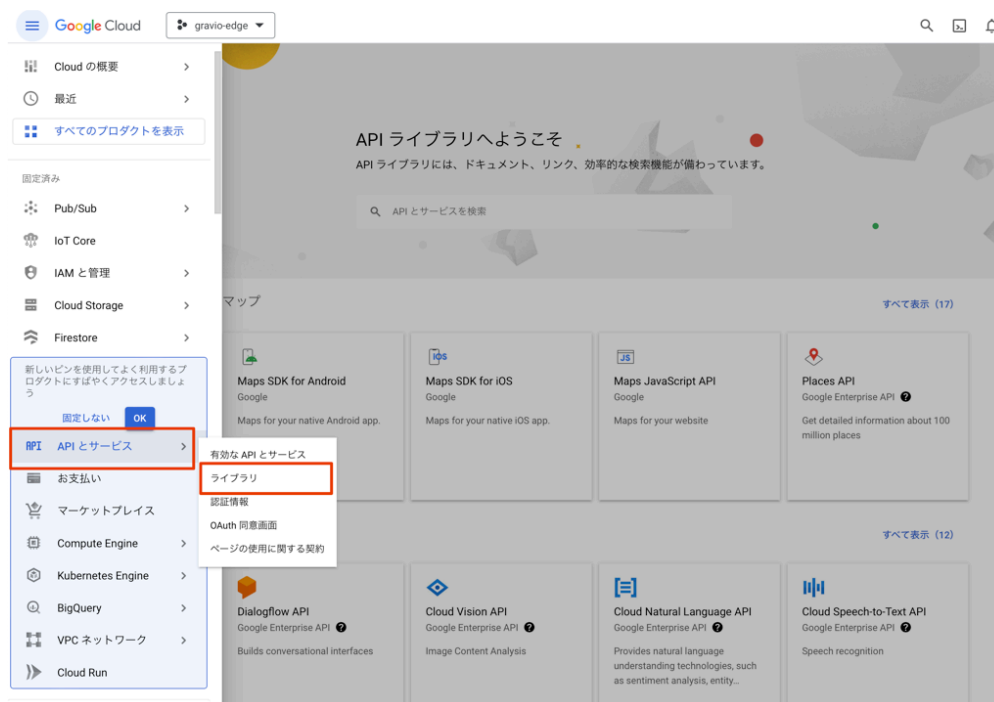 Google Cloud
gravio-edge
Cloud の概要
最近
すべてのプロダクトを表示
固定済み
Pub/Sub
IoT Core
IAM と管理
Cloud Storage
Firestore
新しいピンを使用してよく利用するプ
ロダクトにすばやくアクセスしましょ
う
固定しない
OK
API
API とサービス
お支払い
マーケットプレイス
Compute Engine
Kubernetes Engine
BigQuery
VPC ネットワーク
Cloud Run
有効な API とサービス
ライブラリ
認証情報
OAuth 同意画面
ページの使用に関する契約
API ライブラリへようこそ
API ライブラリには、ドキュメント、リンク、効率的な検索機能が備わっています。
API とサービスを検索
マップ
すべて表示（17）
Maps SDK for Android
Google
Maps for your native Android app.
iOS
Maps SDK for iOS
Google
Maps for your native iOS app.
JS
Maps JavaScript API
Google
Maps for your website
Places API
Google Enterprise API
Get detailed information about 100
million places
すべて表示（12）
Dialogflow API
Google Enterprise API
Builds conversational interfaces
Cloud Vision API
Google Enterprise API
Image Content Analysis
Cloud Natural Language API
Google Enterprise API
Provides natural language
understanding technologies, such
as sentiment analysis, entity...
Cloud Speech-to-Text API
Google Enterprise API
Speech recognition